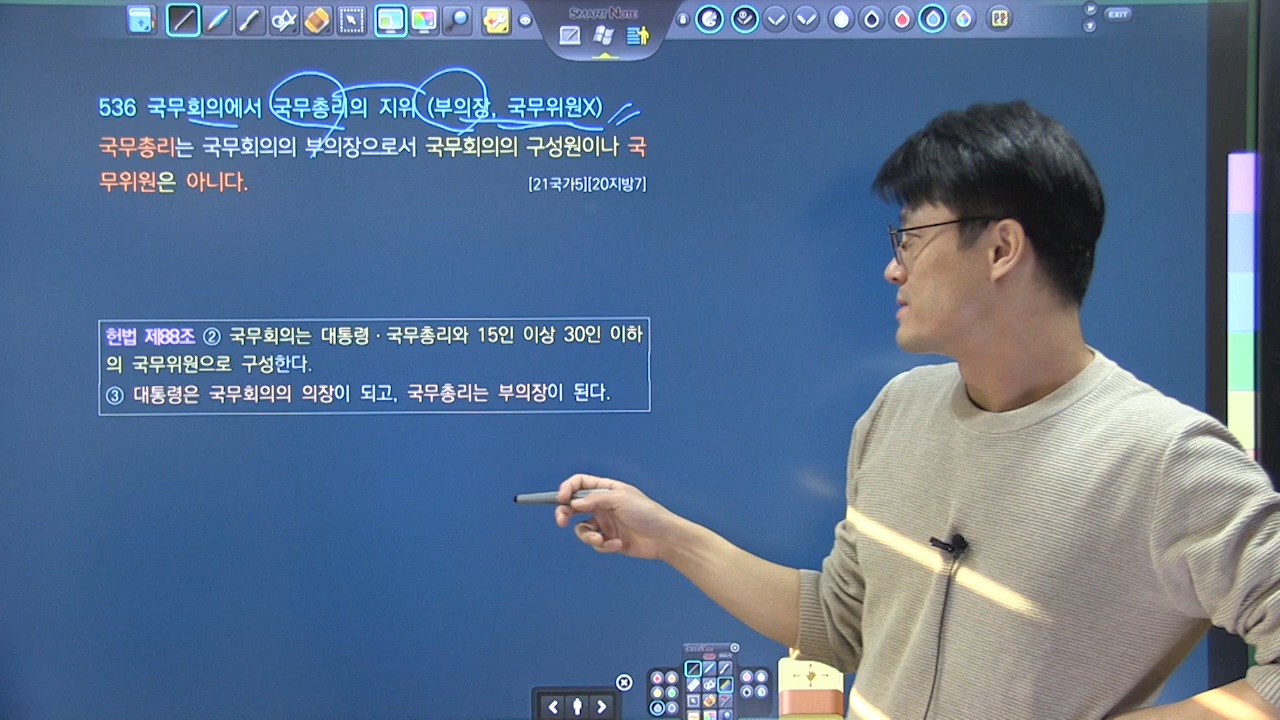 SMART NOTE
EXIT
536 국무회의에서 국무총리의 지위 (부의장, 국무위원X)
국무총리는 국무회의의 부의장으로서 국무회의의 구성원이나 국
무위원은 아니다.
[21국가5][20지방7]
헌법 제88조 ② 국무회의는 대통령·국무총리와 15인 이상 30인 이하
의 국무위원으로 구성한다.
③ 대통령은 국무회의의 의장이 되고, 국무총리는 부의장이 된다.